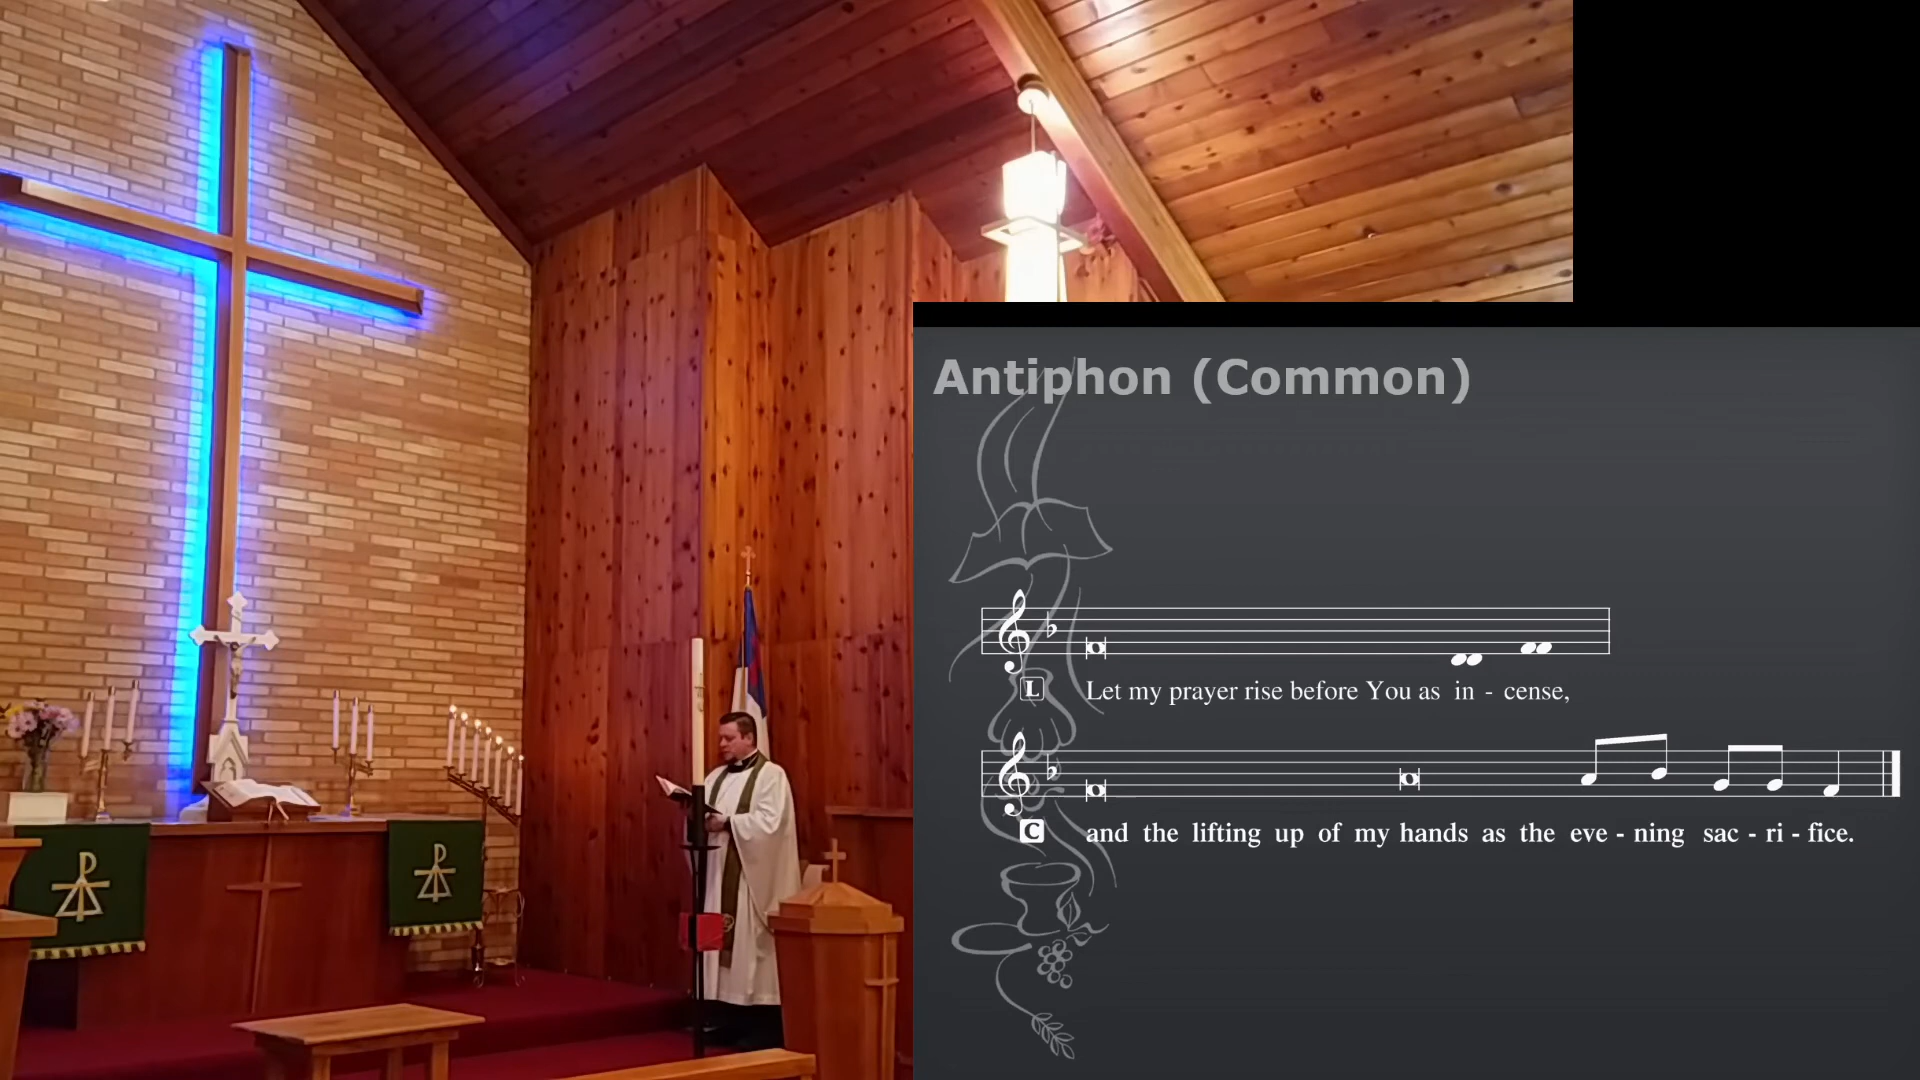 Antiphon (Common)
L Let my prayer rise before You as in - cense,
C and the lifting up of my hands as the eve - ning sac - ri - fice.